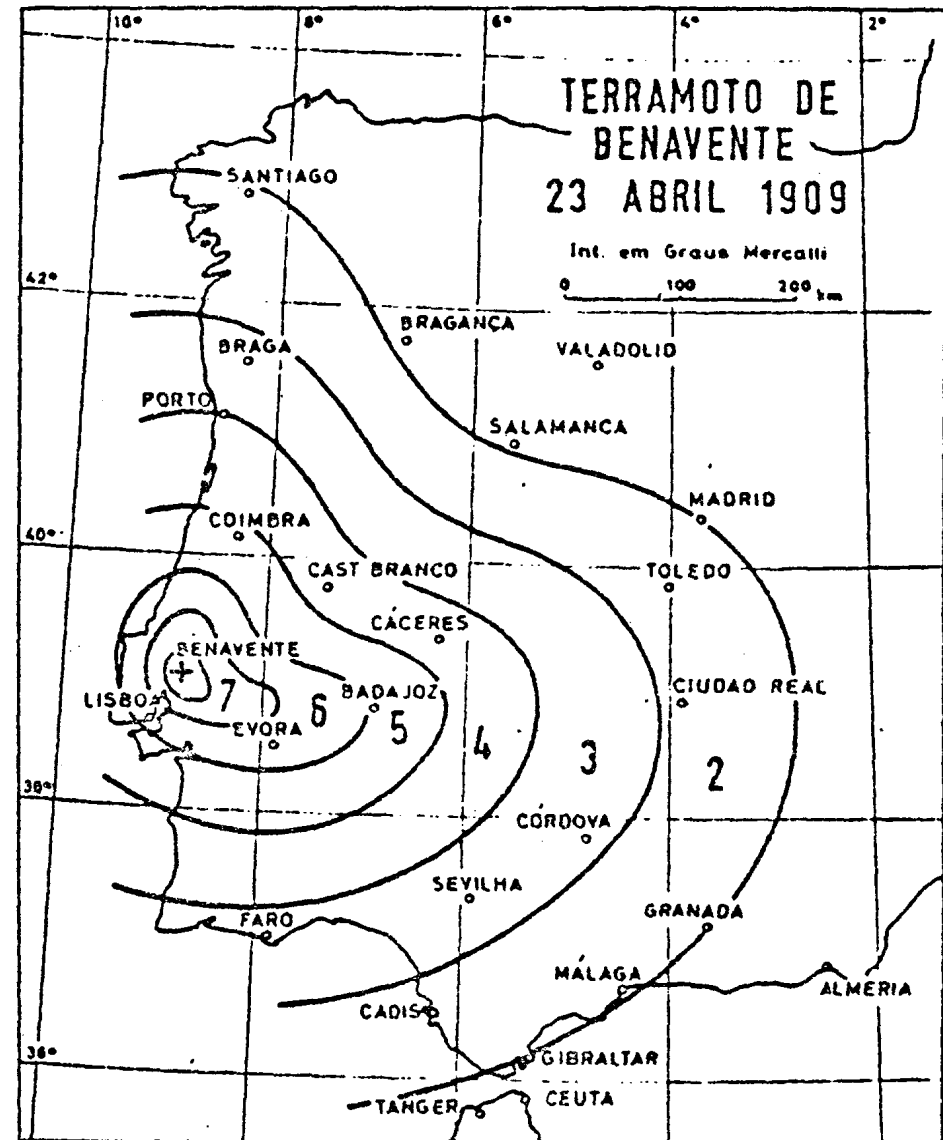 10° 8° 6° 4° 2°
TERRAMOTO DE
BENAVENTE
23 ABRIL 1909
Int. em Graus Mercalli
0 100 200 km
SANTIAGO
42°
BRAGANÇA
BRAGA
VALADOLID
PORTO
SALAMANCA
MADRID
COIMBRA
40°
CAST BRANCO
TOLEDO
CÁCERES
BENAVENTE
LISBOA
7
6
BADAJOZ
CIUDAD REAL
EVORA
5
4
3
2
38°
CÓRDOVA
SEVILHA
FARO
GRANADA
MÁLAGA
ALMERIA
CADIS
36°
GIBRALTAR
TANGER
CEUTA